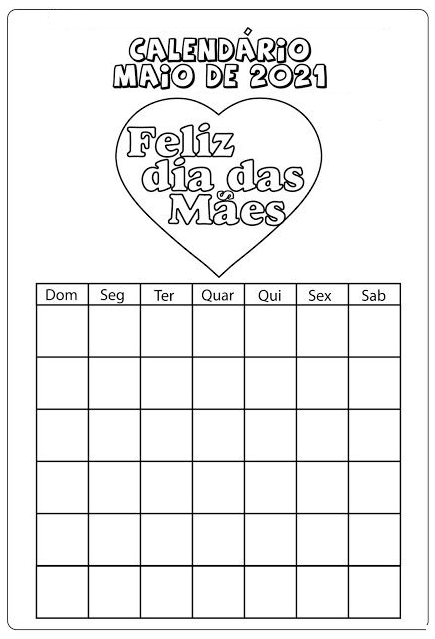 CALENDÁRIO
MAIO DE 2021
Feliz
dia das
Mães
Dom Seg Ter Quar Qui Sex Sab